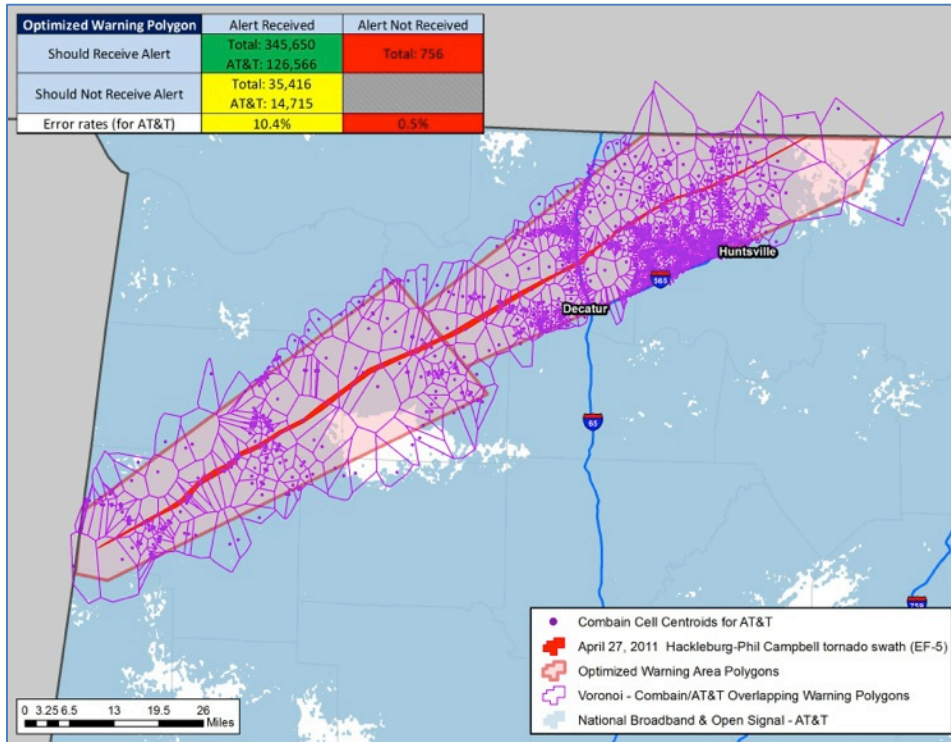 Optimized Warning Polygon Alert Received Alert Not Received
Should Receive Alert Total: 345,650 Total: 756
AT&T: 126,566
Should Not Receive Alert Total: 35,416
AT&T: 14,715
Error rates (for AT&T) 10.4% 0.5%
Huntsville
565
Decatur
65
759
Combain Cell Centroids for AT&T
April 27, 2011 Hackleburg-Phil Campbell tornado swath (EF-5)
Optimized Warning Area Polygons
Voronoi - Combain/AT&T Overlapping Warning Polygons
National Broadband & Open Signal - AT&T
0 3.25 6.5 13 19.5 26
Miles